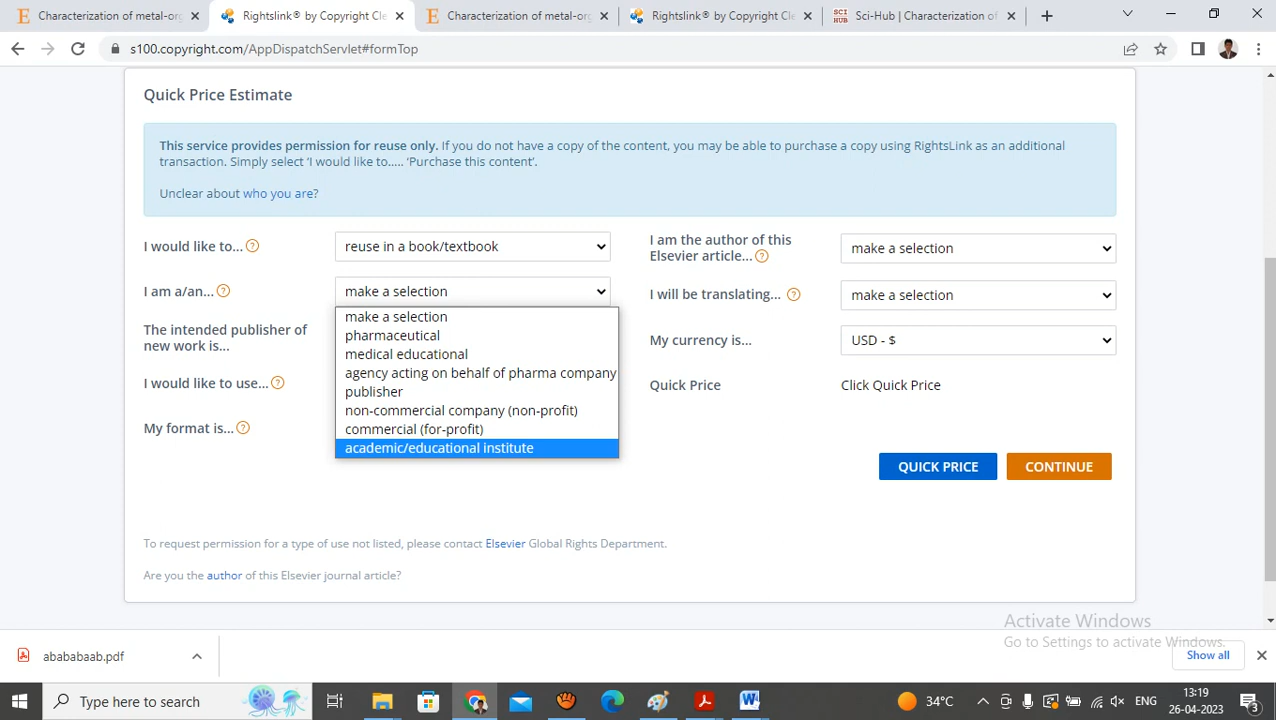 Characterization of metal-org
Rightslink® by Copyright Cle
Characterization of metal-org
Rightslink® by Copyright Cle
Sci-Hub | Characterization of
s100.copyright.com/AppDispatchServlet#formTop
Quick Price Estimate
This service provides permission for reuse only. If you do not have a copy of the content, you may be able to purchase a copy using RightsLink as an additional
transaction. Simply select 'I would like to..... 'Purchase this content'.
Unclear about who you are?
I would like to... ?
reuse in a book/textbook
I am a/an... ?
make a selection
make a selection
pharmaceutical
medical educational
agency acting on behalf of pharma company
publisher
non-commercial company (non-profit)
commercial (for-profit)
academic/educational institute
The intended publisher of
new work is...
I would like to use... ?
My format is... ?
I am the author of this
Elsevier article... ?
make a selection
I will be translating... ?
make a selection
My currency is...
USD - $
Quick Price
Click Quick Price
QUICK PRICE
CONTINUE
To request permission for a type of use not listed, please contact Elsevier Global Rights Department.
Are you the author of this Elsevier journal article?
Activate Windows
Go to Settings to activate Windows.
abababaab.pdf
Show all
Type here to search
34°C
ENG
13:19
26-04-2023
3